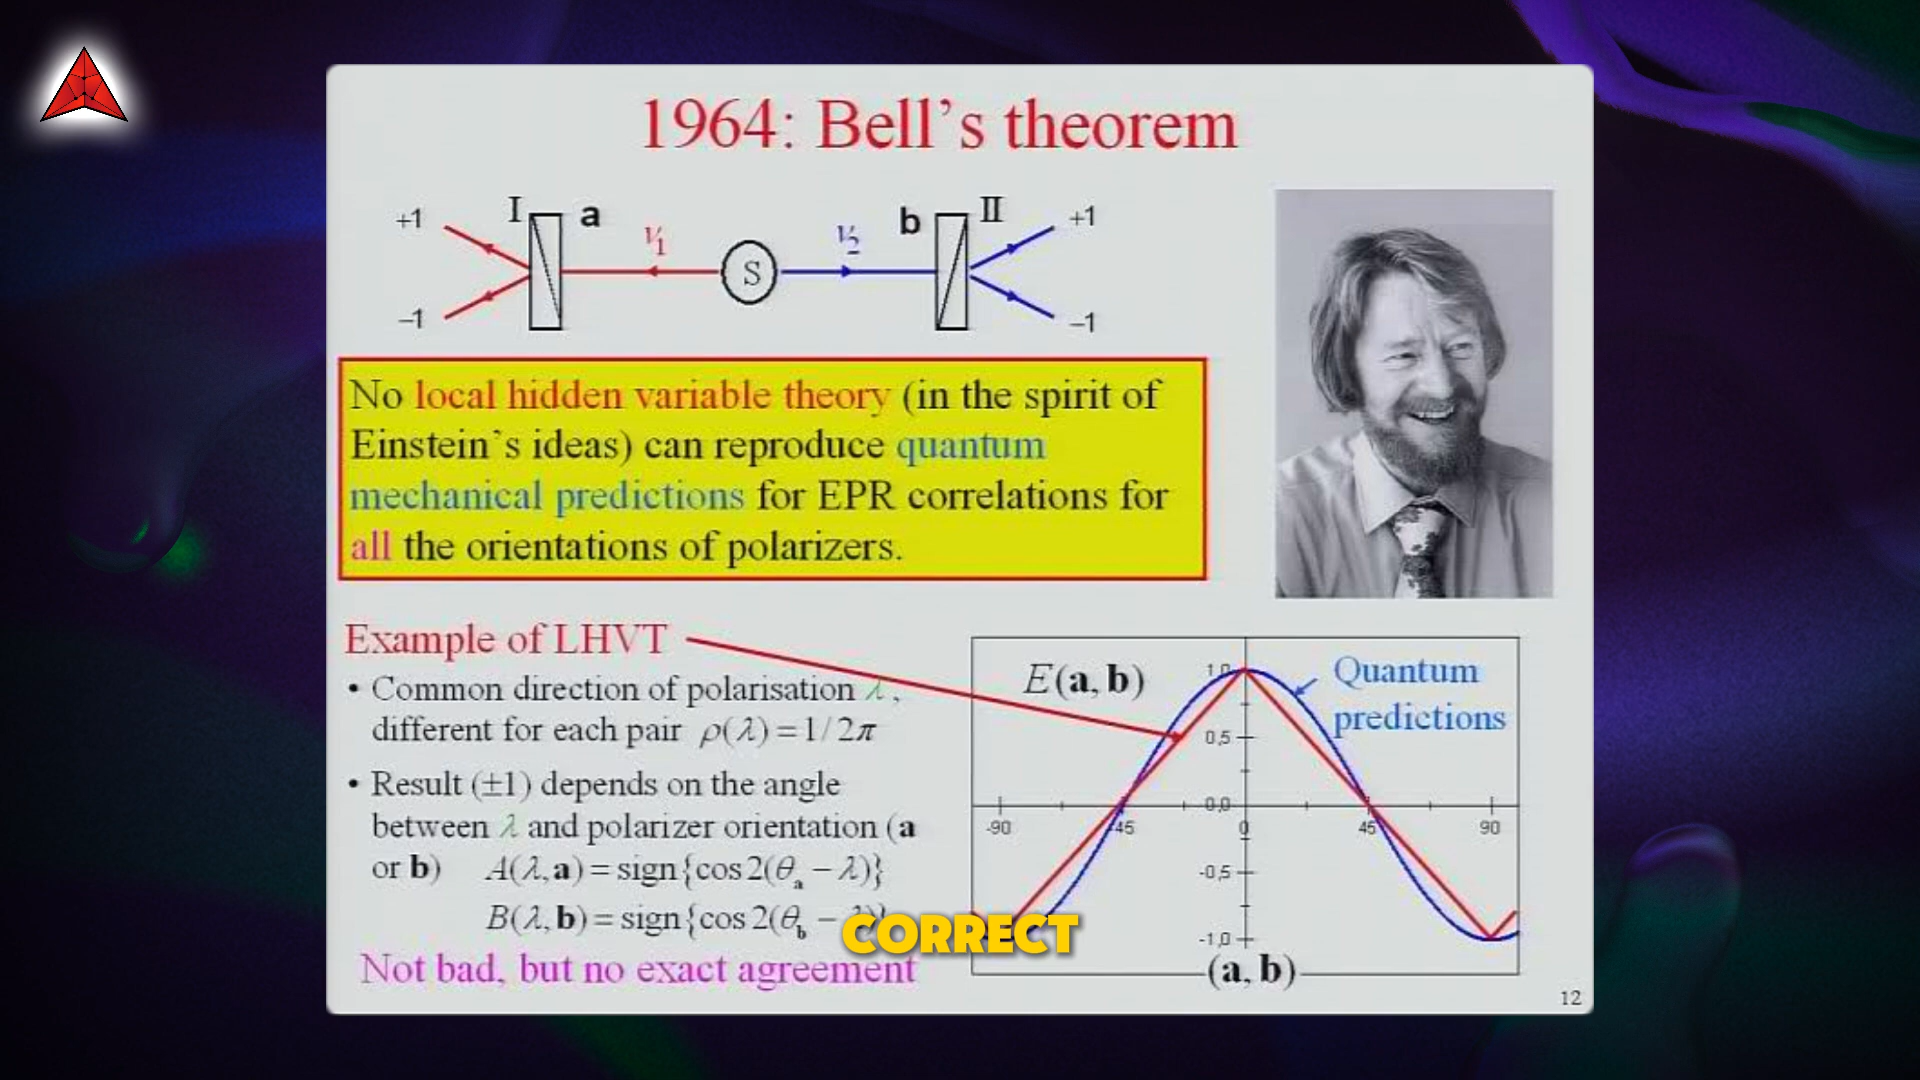 1964: Bell's theorem
+1 I a ν1 S ν2 b II +1
–1 –1
No local hidden variable theory (in the spirit of
Einstein's ideas) can reproduce quantum
mechanical predictions for EPR correlations for
all the orientations of polarizers.
Example of LHVT
• Common direction of polarisation λ ,
different for each pair ρ(λ) = 1/2π
• Result (±1) depends on the angle
between λ and polarizer orientation (a
or b) A(λ, a) = sign{cos 2(θa − λ)}
B(λ, b) = sign{cos 2(θb −
Not bad, but no exact agreement
E(a, b)
Quantum
predictions
1,0
0,5
0,0
-0,5
-1,0
-90 -45 0 45 90
(a, b)
CORRECT
12